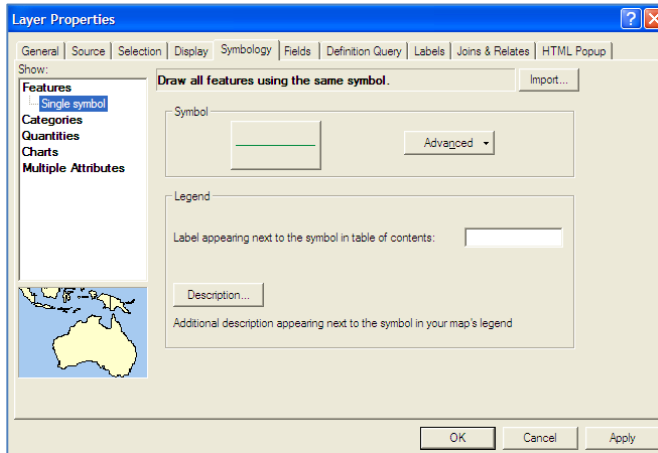 Layer Properties
General Source Selection Display Symbology Fields Definition Query Labels Joins & Relates HTML Popup
Show:
Features
Single symbol
Categories
Quantities
Charts
Multiple Attributes
Draw all features using the same symbol.
Import...
Symbol
Advanced
Legend
Label appearing next to the symbol in table of contents:
Description...
Additional description appearing next to the symbol in your map's legend
OK Cancel Apply